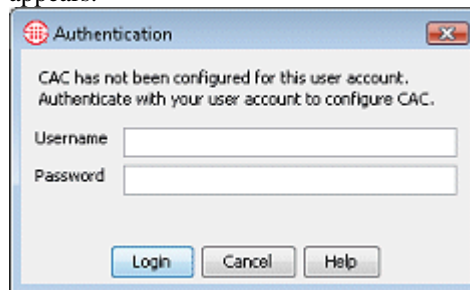 appears.
Authentication
CAC has not been configured for this user account.
Authenticate with your user account to configure CAC.
Username
Password
Login Cancel Help